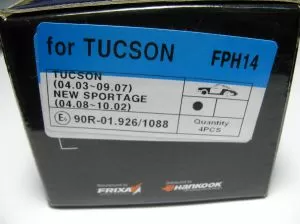 for TUCSON FPH14
TUCSON
(04.03~09.07)
NEW SPORTAGE
(04.08~10.02)
90R-01.926/1088
Quantity
4PCS
FRIXA
HANKOOK